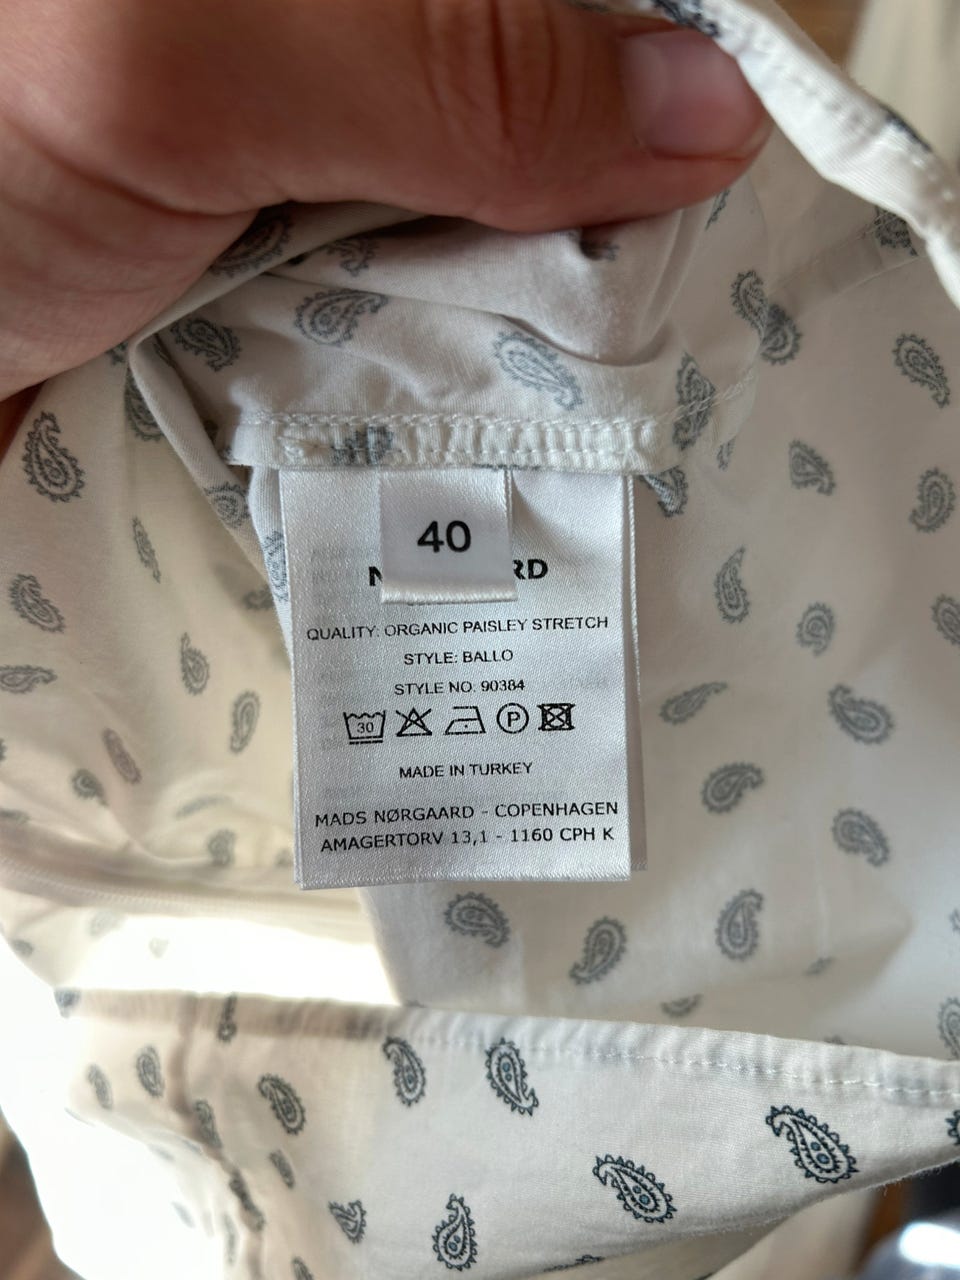 40
QUALITY: ORGANIC PAISLEY STRETCH
STYLE: BALLO
STYLE NO: 90384
30
P
MADE IN TURKEY
MADS NØRGAARD - COPENHAGEN
AMAGERTORV 13,1 - 1160 CPH K